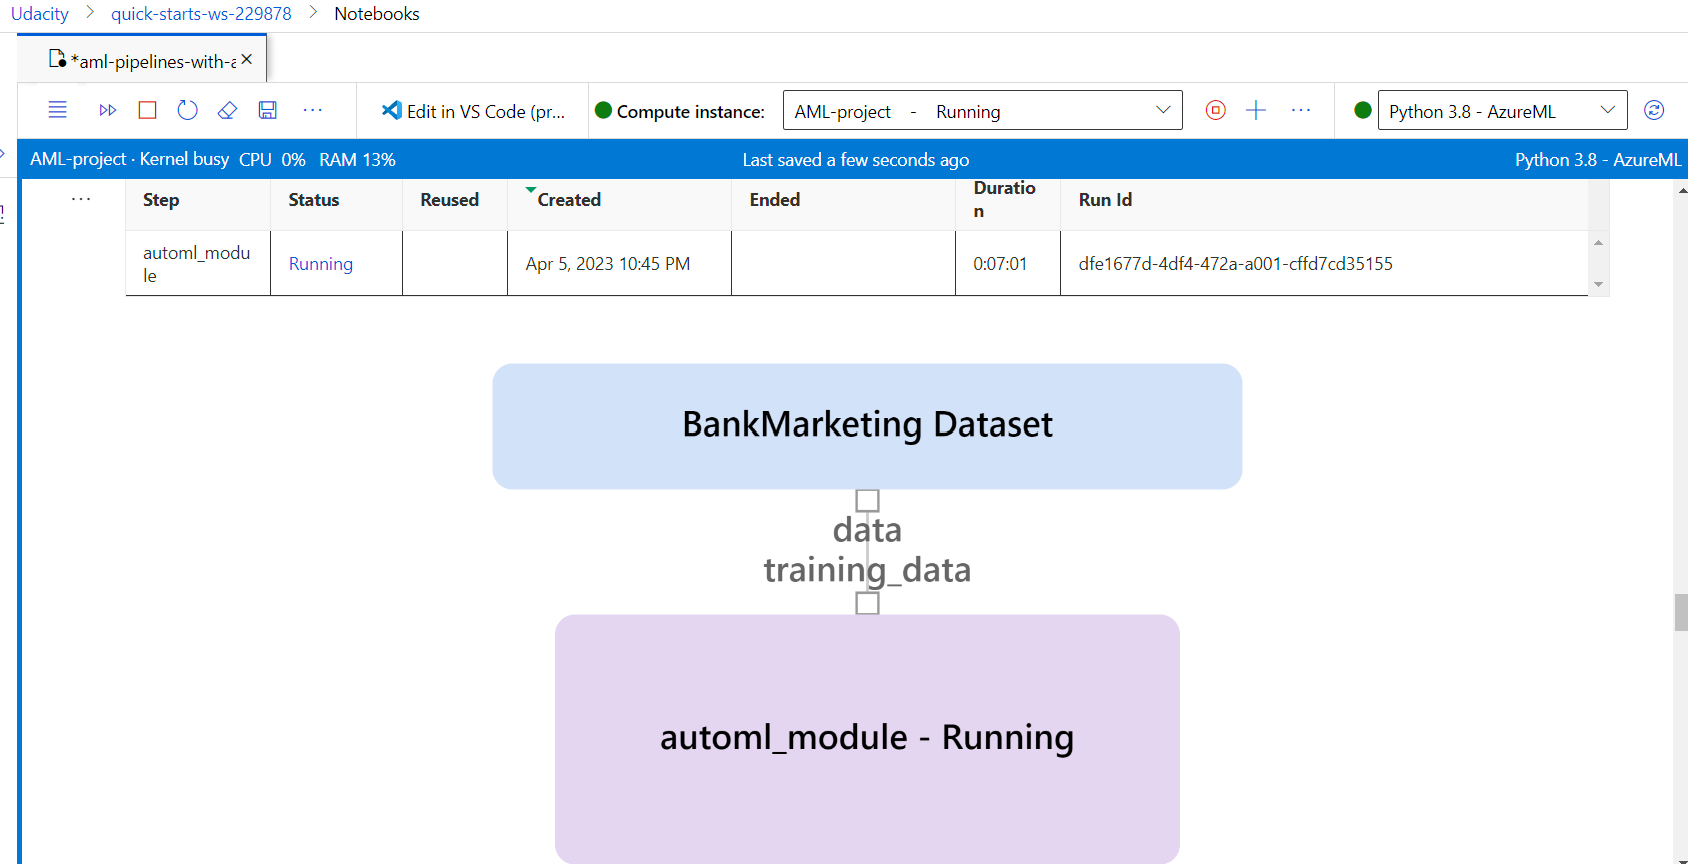 Udacity > quick-starts-ws-229878 > Notebooks
*aml-pipelines-with-a
Edit in VS Code (pr... Compute instance: AML-project - Running Python 3.8 - AzureML
AML-project · Kernel busy CPU 0% RAM 13% Last saved a few seconds ago Python 3.8 - AzureML
Step Status Reused Created Ended Duratio
n
Run Id
automl_modu
le
Running Apr 5, 2023 10:45 PM 0:07:01 dfe1677d-4df4-472a-a001-cffd7cd35155
BankMarketing Dataset
data
training_data
automl_module - Running